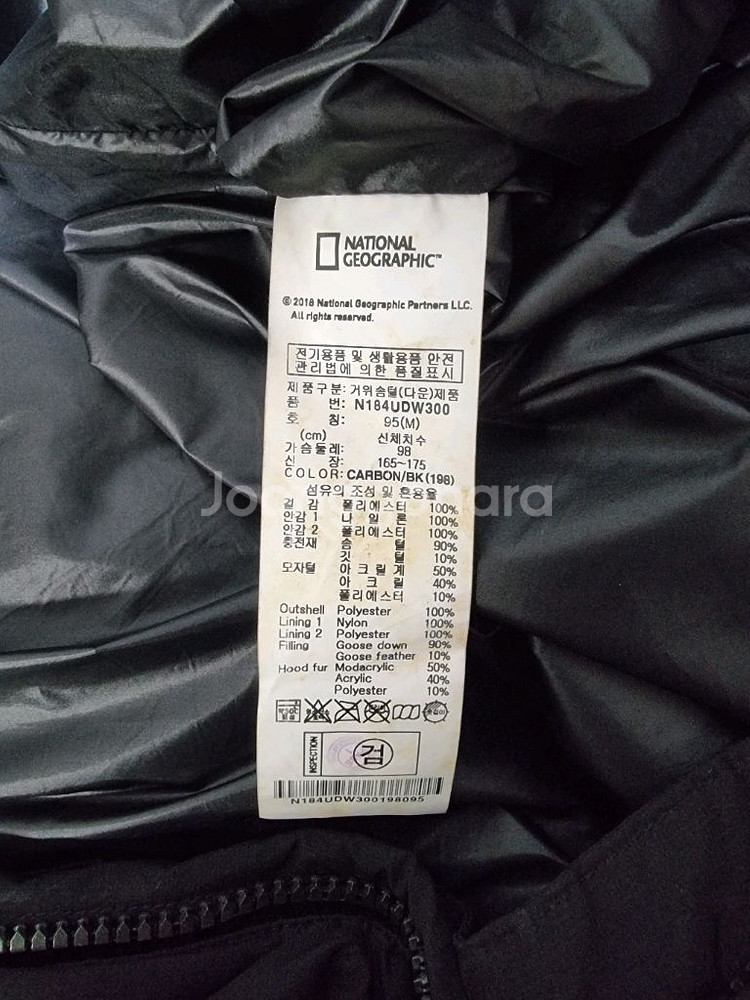 NATIONAL
GEOGRAPHIC™
© 2018 National Geographic Partners LLC.
All rights reserved.
전기용품 및 생활용품 안전
관리법에 의한 품질표시
제품구분: 거위솜털(다운)제품
품 번: N184UDW300
호 칭: 95(M)
(cm) 신체치수
가슴둘레: 98
신 장: 165~175
COLOR: CARBON/BK(198)
섬유의 조성 및 혼용율
겉 감 폴리에스터 100%
안감 1 나 일 론 100%
안감 2 폴리에스터 100%
충전재 솜 털 90%
깃 털 10%
모자털 아크릴계 50%
아 크 릴 40%
폴리에스터 10%
Outshell Polyester 100%
Lining 1 Nylon 100%
Lining 2 Polyester 100%
Filling Goose down 90%
Goose feather 10%
Hood fur Modacrylic 50%
Acrylic 40%
Polyester 10%
INSPECTION
검
N184UDW300198095